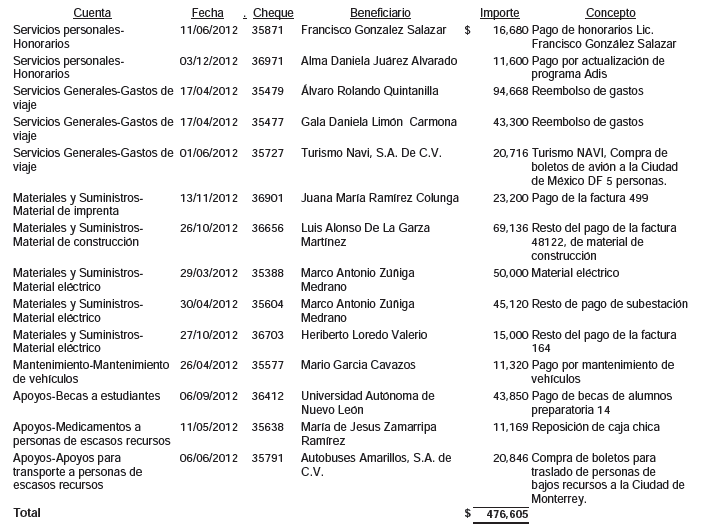 Cuenta Fecha . Cheque Beneficiario Importe Concepto
Servicios personales- 11/06/2012 35871 Francisco Gonzalez Salazar $ 16,680 Pago de honorarios Lic.
Honorarios Francisco González Salazar
Servicios personales- 03/12/2012 36971 Alma Daniela Juárez Alvarado 11,600 Pago por actualización de
Honorarios programa Adis
Servicios Generales-Gastos de 17/04/2012 35479 Álvaro Rolando Quintanilla 94,668 Reembolso de gastos
viaje
Servicios Generales-Gastos de 17/04/2012 35477 Gala Daniela Limón Carmona 43,300 Reembolso de gastos
viaje
Servicios Generales-Gastos de 01/06/2012 35727 Turismo Navi, S.A. De C.V. 20,716 Turismo NAVI, Compra de
viaje boletos de avión a la Ciudad
de México DF 5 personas.
Materiales y Suministros- 13/11/2012 36901 Juana María Ramírez Colunga 23,200 Pago de la factura 499
Material de imprenta
Materiales y Suministros- 26/10/2012 36656 Luis Alonso De La Garza 69,136 Resto del pago de la factura
Material de construcción Martínez 48122, de material de
construcción
Materiales y Suministros- 29/03/2012 35388 Marco Antonio Zúñiga 50,000 Material eléctrico
Material eléctrico Medrano
Materiales y Suministros- 30/04/2012 35604 Marco Antonio Zúñiga 45,120 Resto de pago de subestación
Material eléctrico Medrano
Materiales y Suministros- 27/10/2012 36703 Heriberto Loredo Valerio 15,000 Resto del pago de la factura
Material eléctrico 164
Mantenimiento-Mantenimiento 26/04/2012 35577 Mario Garcia Cavazos 11,320 Pago por mantenimiento de
de vehículos vehículos
Apoyos-Becas a estudiantes 06/09/2012 36412 Universidad Autónoma de 43,850 Pago de becas de alumnos
Nuevo León preparatoria 14
Apoyos-Medicamentos a 11/05/2012 35638 María de Jesus Zamarripa 11,169 Reposición de caja chica
personas de escasos recursos Ramírez
Apoyos-Apoyos para 06/06/2012 35791 Autobuses Amarillos, S.A. de 20,846 Compra de boletos para
transporte a personas de C.V. traslado de personas de
escasos recursos bajos recursos a la Ciudad de
Monterrey.
Total $ 476,605